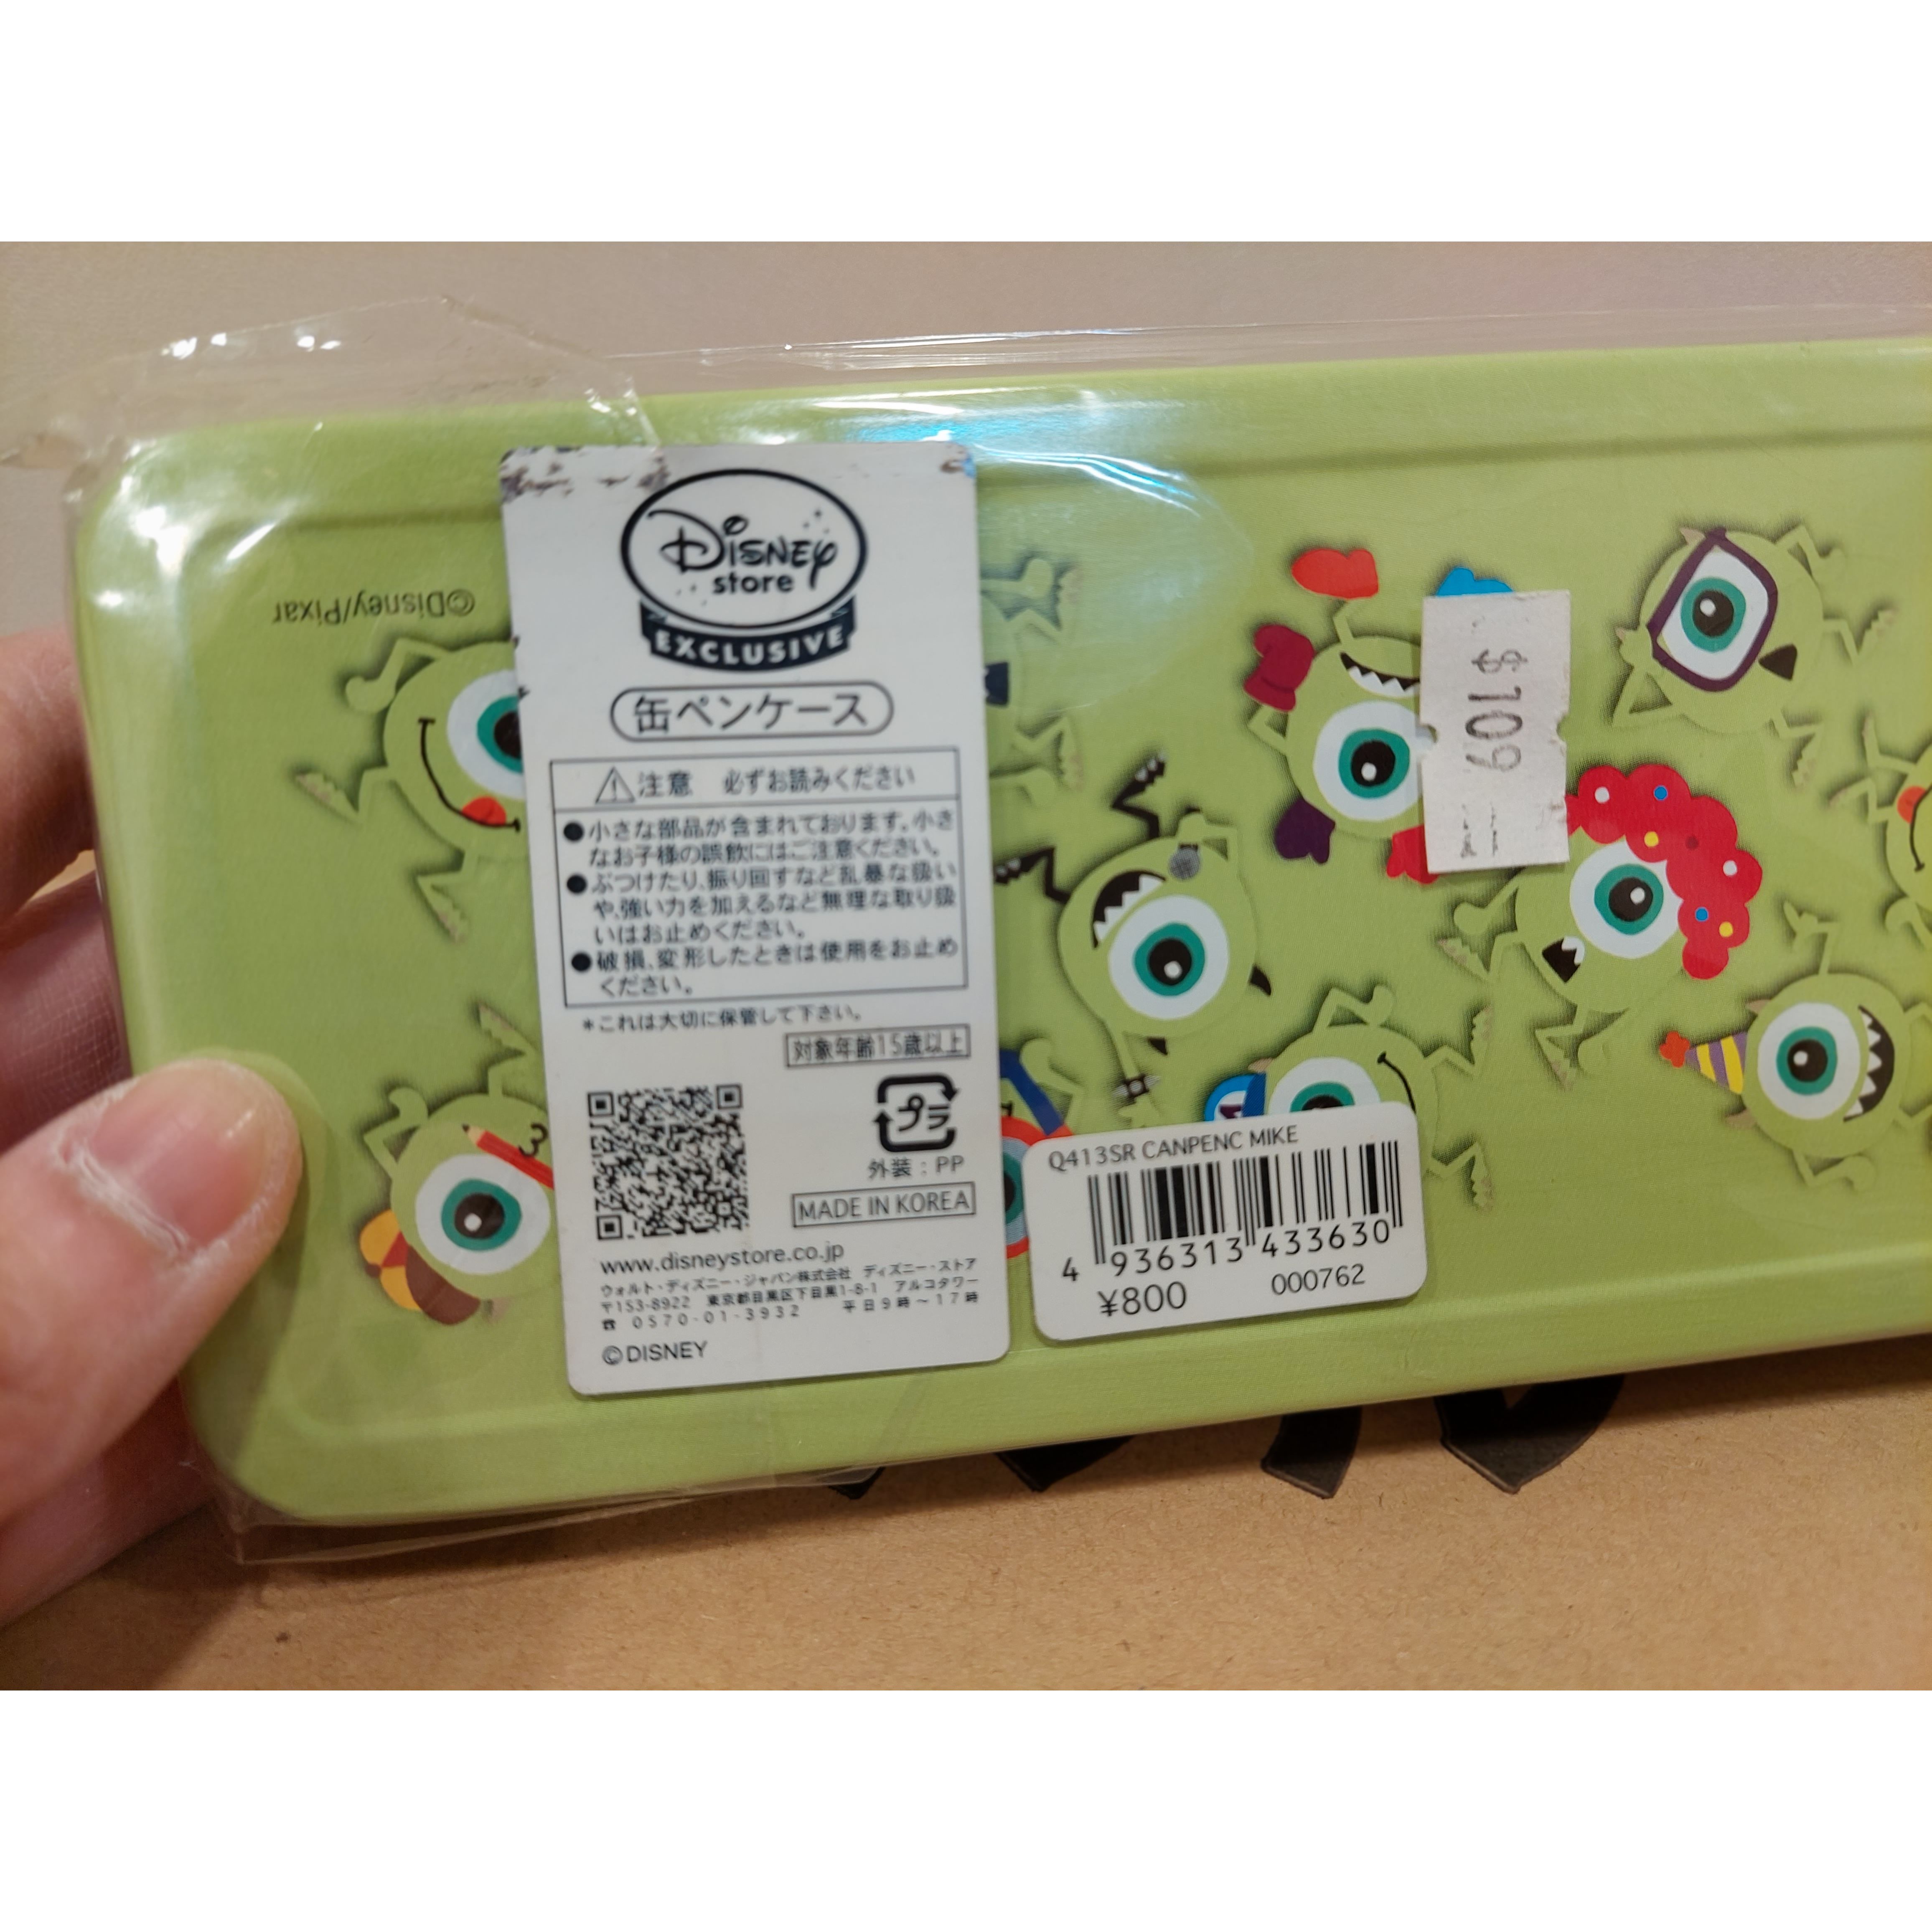 ©Disney/Pixar
Disney
store
EXCLUSIVE
缶ペンケース
注意 必ずお読みください
●小さな部品が含まれております。小さ
なお子様の誤飲にはご注意ください。
●ぶつけたり、振り回すなど乱暴な扱い
や、強い力を加えるなど無理な取り扱
いはお止めください。
●破損、変形したときは使用をお止め
ください。
*これは大切に保管して下さい。
対象年齢15歳以上
プラ
外装:PP
MADE IN KOREA
www.disneystore.co.jp
ウォルト・ディズニー・ジャパン株式会社 ディズニー・ストア
〒153-8922 東京都目黒区下目黒1-8-1 アルコタワー
☎ 0570-01-3932 平日9時～17時
©DISNEY
$109
Q413SR CANPENC MIKE
4 936313 433630
¥800 000762